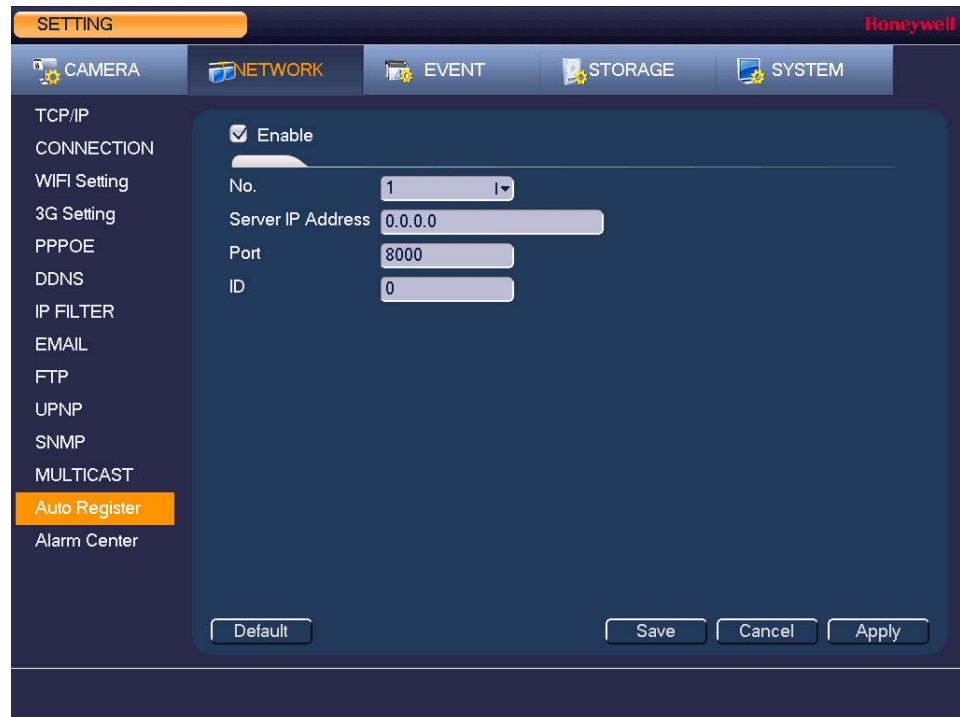 SETTING
Honeywell
CAMERA
NETWORK
EVENT
STORAGE
SYSTEM
TCP/IP
CONNECTION
WIFI Setting
3G Setting
PPPOE
DDNS
IP FILTER
EMAIL
FTP
UPNP
SNMP
MULTICAST
Auto Register
Alarm Center
Enable
No. 1
Server IP Address 0.0.0.0
Port 8000
ID 0
Default
Save
Cancel
Apply